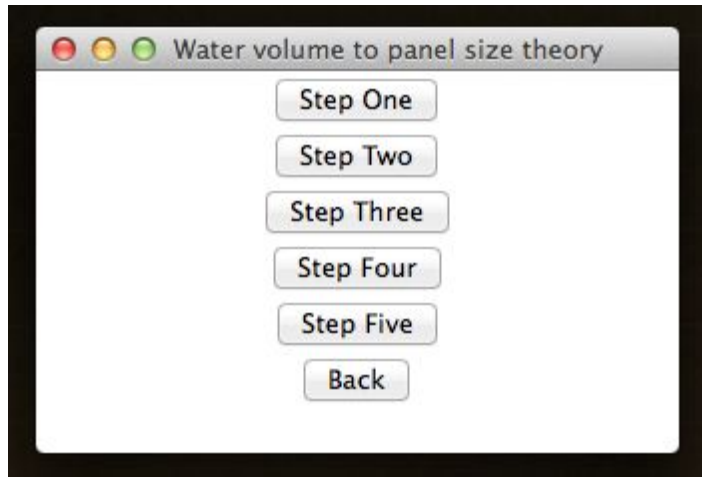 Water volume to panel size theory
Step One
Step Two
Step Three
Step Four
Step Five
Back